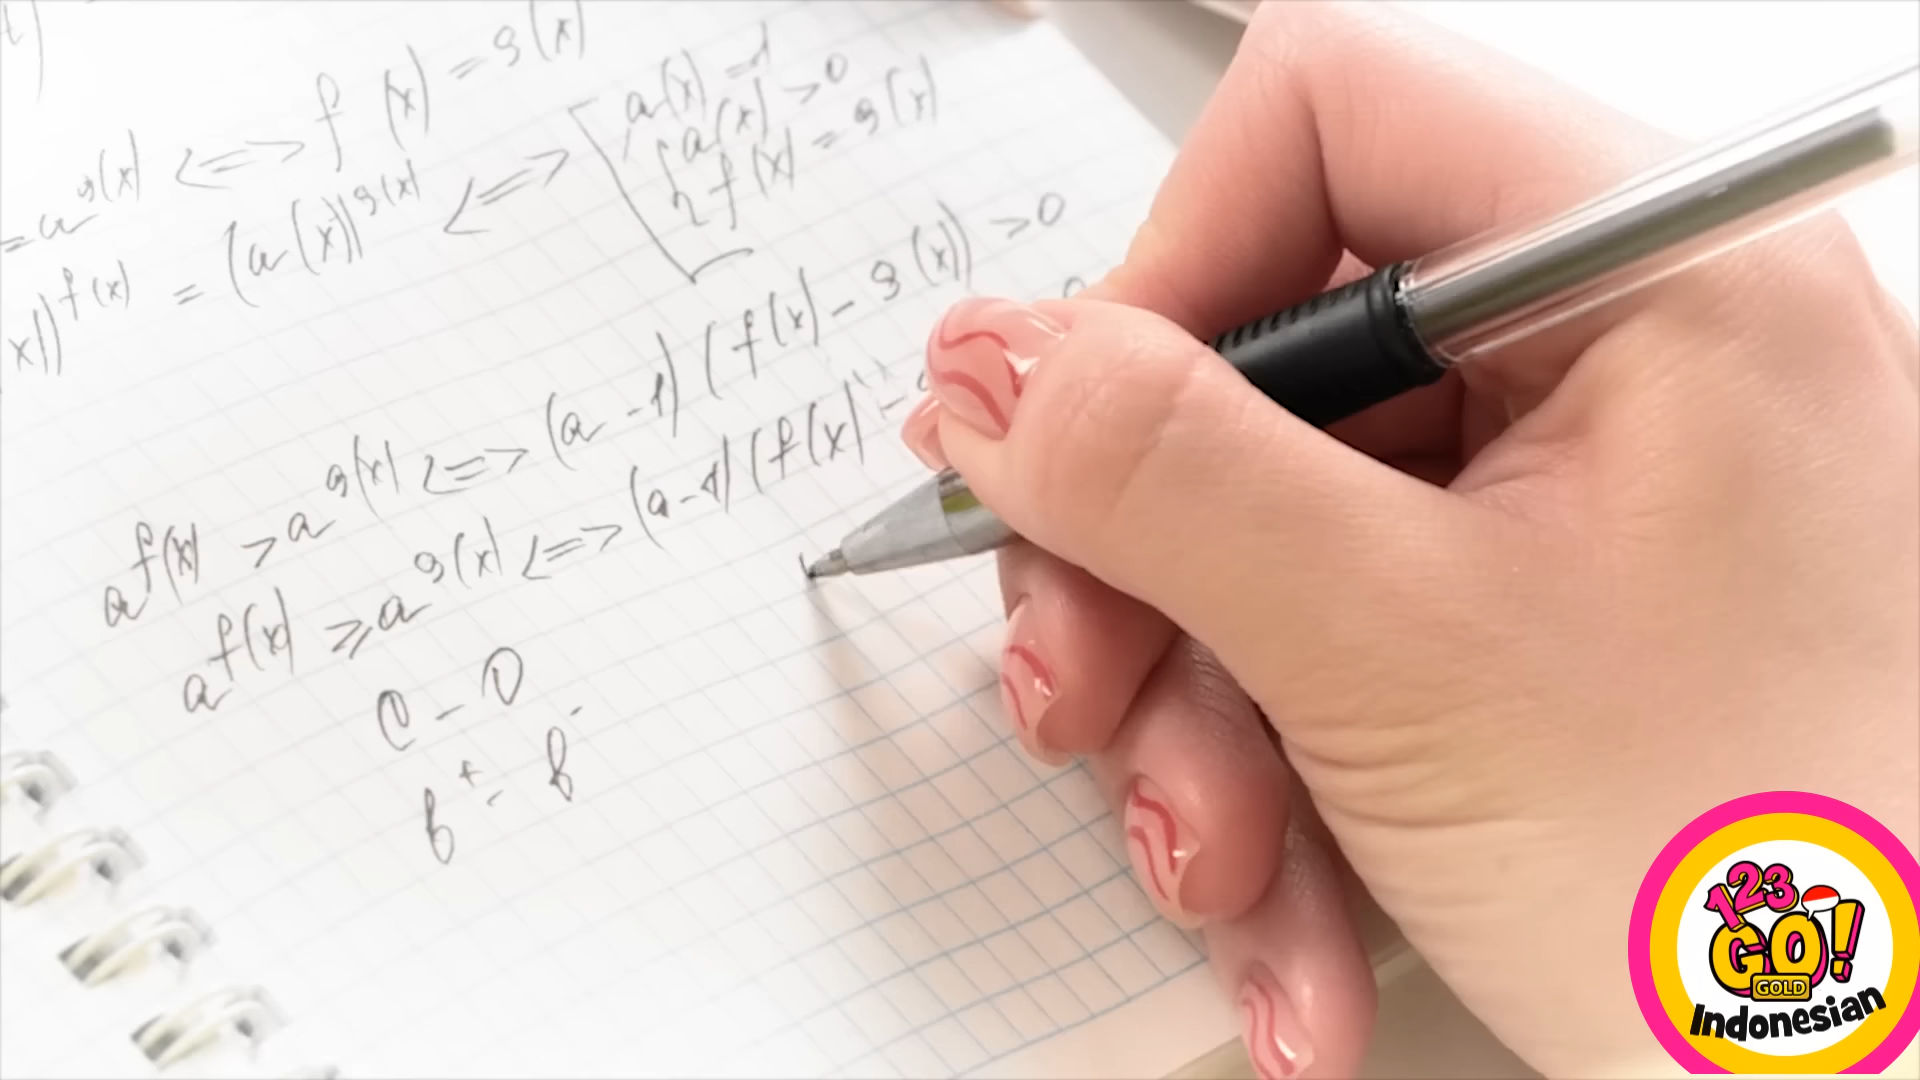 = a^g(x) <=> f(x) = g(x)
x))^f(x) = (a(x))^g(x) <=> [ a(x) = 1
{ a(x) > 0
f(x) = g(x)
a^f(x) > a^g(x) <=> (a - 1) (f(x) - g(x)) > 0
a^f(x) ≥ a^g(x) <=> (a - 1) (f(x) -
123
GO!
GOLD
Indonesian